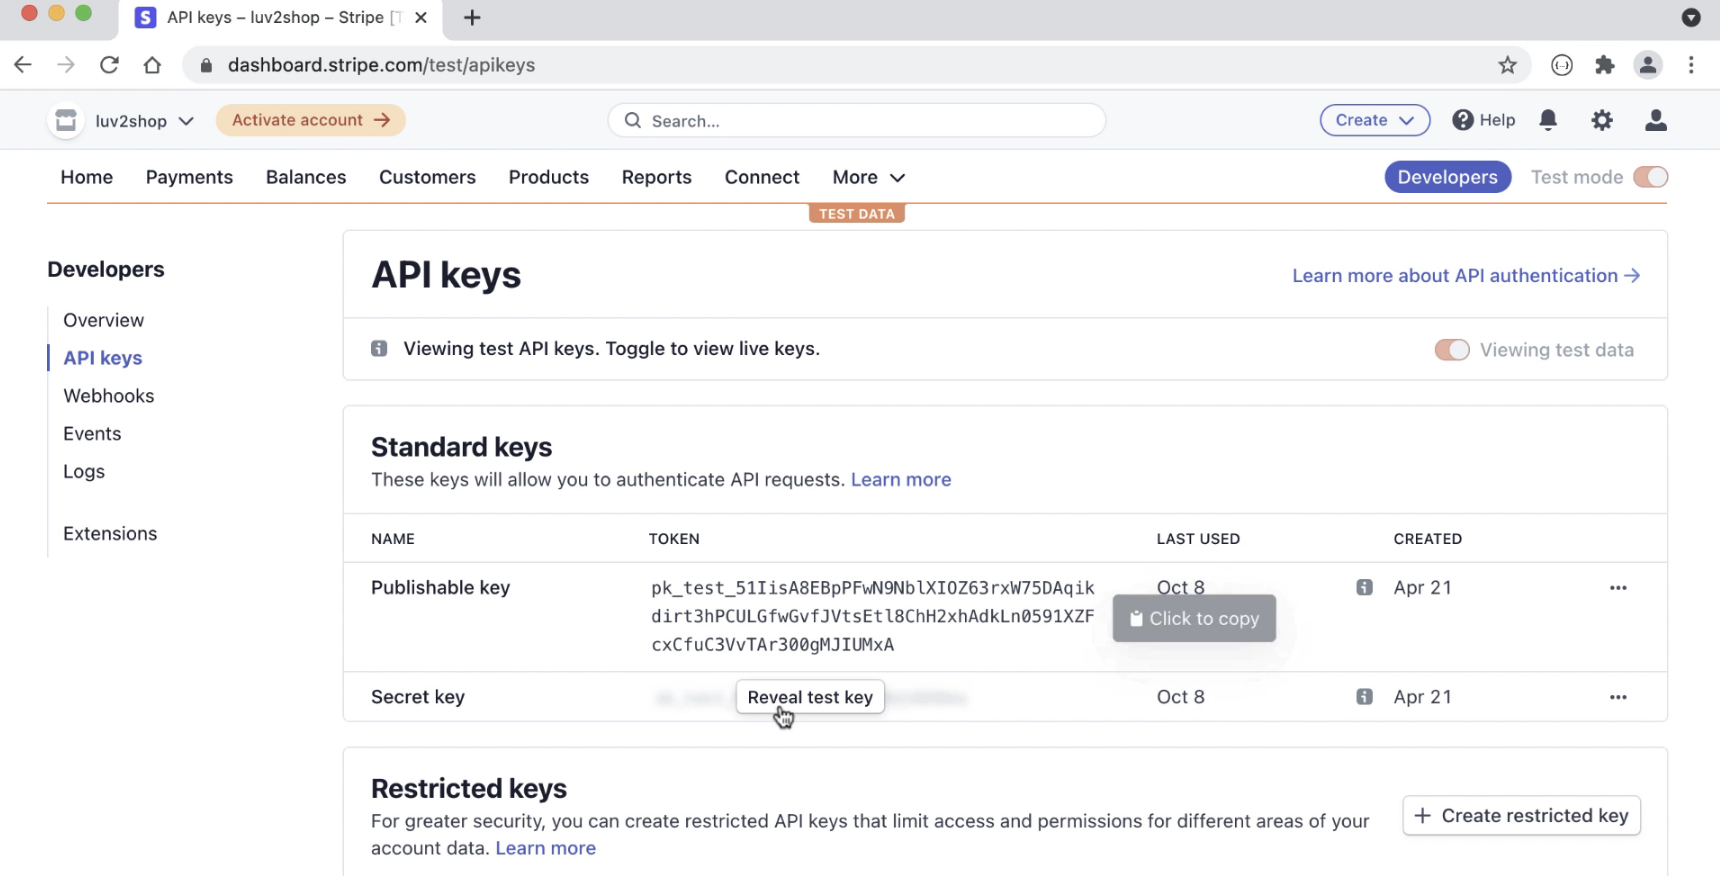 API keys – luv2shop – Stripe [T
dashboard.stripe.com/test/apikeys
luv2shop
Activate account →
Search...
Create
Help
Home
Payments
Balances
Customers
Products
Reports
Connect
More
Developers
Test mode
TEST DATA
Developers
Overview
API keys
Webhooks
Events
Logs
Extensions
API keys
Learn more about API authentication →
Viewing test API keys. Toggle to view live keys.
Viewing test data
Standard keys
These keys will allow you to authenticate API requests. Learn more
NAME
TOKEN
LAST USED
CREATED
Publishable key
pk_test_51IisA8EBpPFwN9NblXIOZ63rxW75DAqik
dirt3hPCULGfwGvfJVtsEtl8ChH2xhAdkLn0591XZF
cxCfuC3VvTAr300gMJIUMxA
Oct 8
Apr 21
Click to copy
Secret key
Reveal test key
Oct 8
Apr 21
Restricted keys
For greater security, you can create restricted API keys that limit access and permissions for different areas of your
account data. Learn more
+ Create restricted key